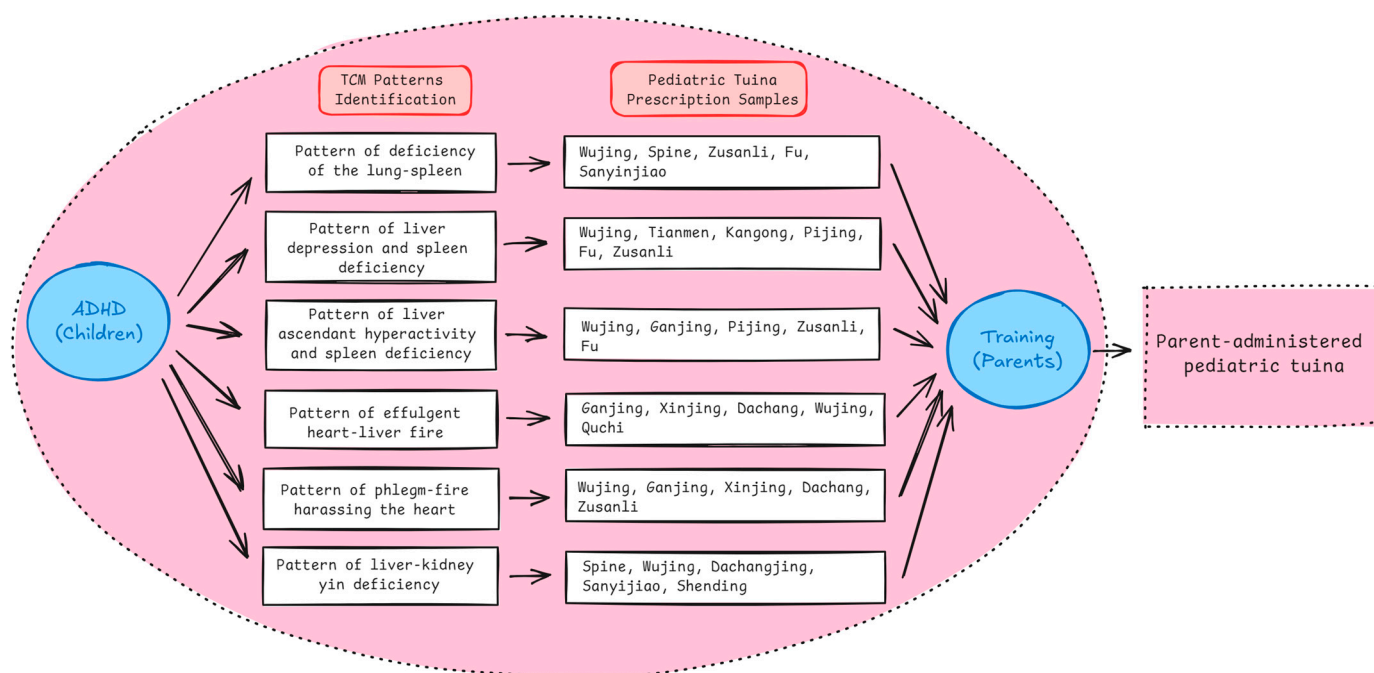 TCM Patterns
Identification
Pediatric Tuina
Prescription Samples
ADHD
(Children)
Pattern of deficiency
of the lung-spleen
Wujing, Spine, Zusanli, Fu,
Sanyinjiao
Pattern of liver
depression and spleen
deficiency
Wujing, Tianmen, Kangong, Pijing,
Fu, Zusanli
Pattern of liver
ascendant hyperactivity
and spleen deficiency
Wujing, Ganjing, Pijing, Zusanli,
Fu
Pattern of effulgent
heart-liver fire
Ganjing, Xinjing, Dachang, Wujing,
Quchi
Pattern of phlegm-fire
harassing the heart
Wujing, Ganjing, Xinjing, Dachang,
Zusanli
Pattern of liver-kidney
yin deficiency
Spine, Wujing, Dachangjing,
Sanyijiao, Shending
Training
(Parents)
Parent-administered
pediatric tuina